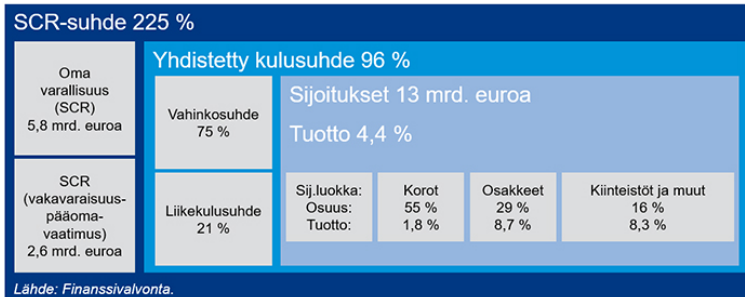 SCR-suhde 225 %
Oma
varallisuus
(SCR)
5,8 mrd. euroa
SCR
(vakavaraisuus-
pääoma-
vaatimus)
2,6 mrd. euroa
Yhdistetty kulusuhde 96 %
Vahinkosuhde
75 %
Liikekulusuhde
21 %
Sijoitukset 13 mrd. euroa
Tuotto 4,4 %
Sij.luokka:
Osuus:
Tuotto:
Korot
55 %
1,8 %
Osakkeet
29 %
8,7 %
Kiinteistöt ja muut
16 %
8,3 %
Lähde: Finanssivalvonta.